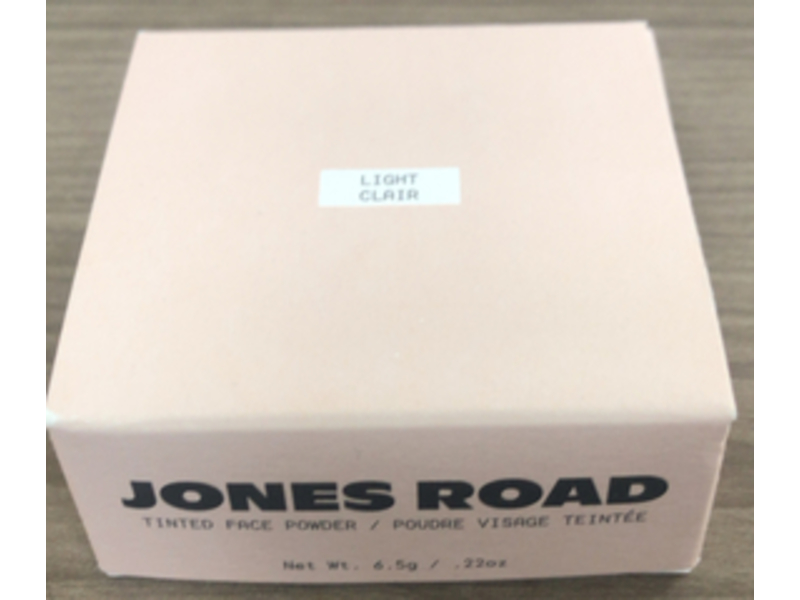 LIGHT
CLAIR
JONES ROAD
TINTED FACE POWDER / POUDRE VISAGE TEINTÉE
Net Wt. 6.5g / .22oz